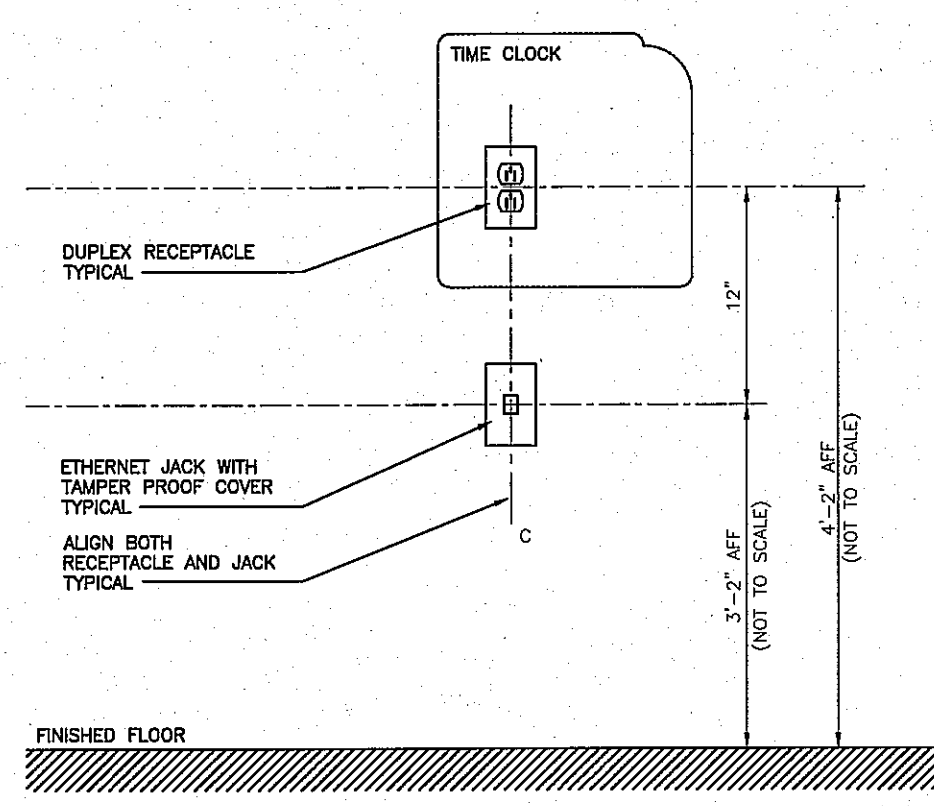 TIME CLOCK
DUPLEX RECEPTACLE
TYPICAL
12"
ETHERNET JACK WITH
TAMPER PROOF COVER
TYPICAL
ALIGN BOTH
RECEPTACLE AND JACK
TYPICAL
C
3'-2" AFF
(NOT TO SCALE)
4'-2" AFF
(NOT TO SCALE)
FINISHED FLOOR